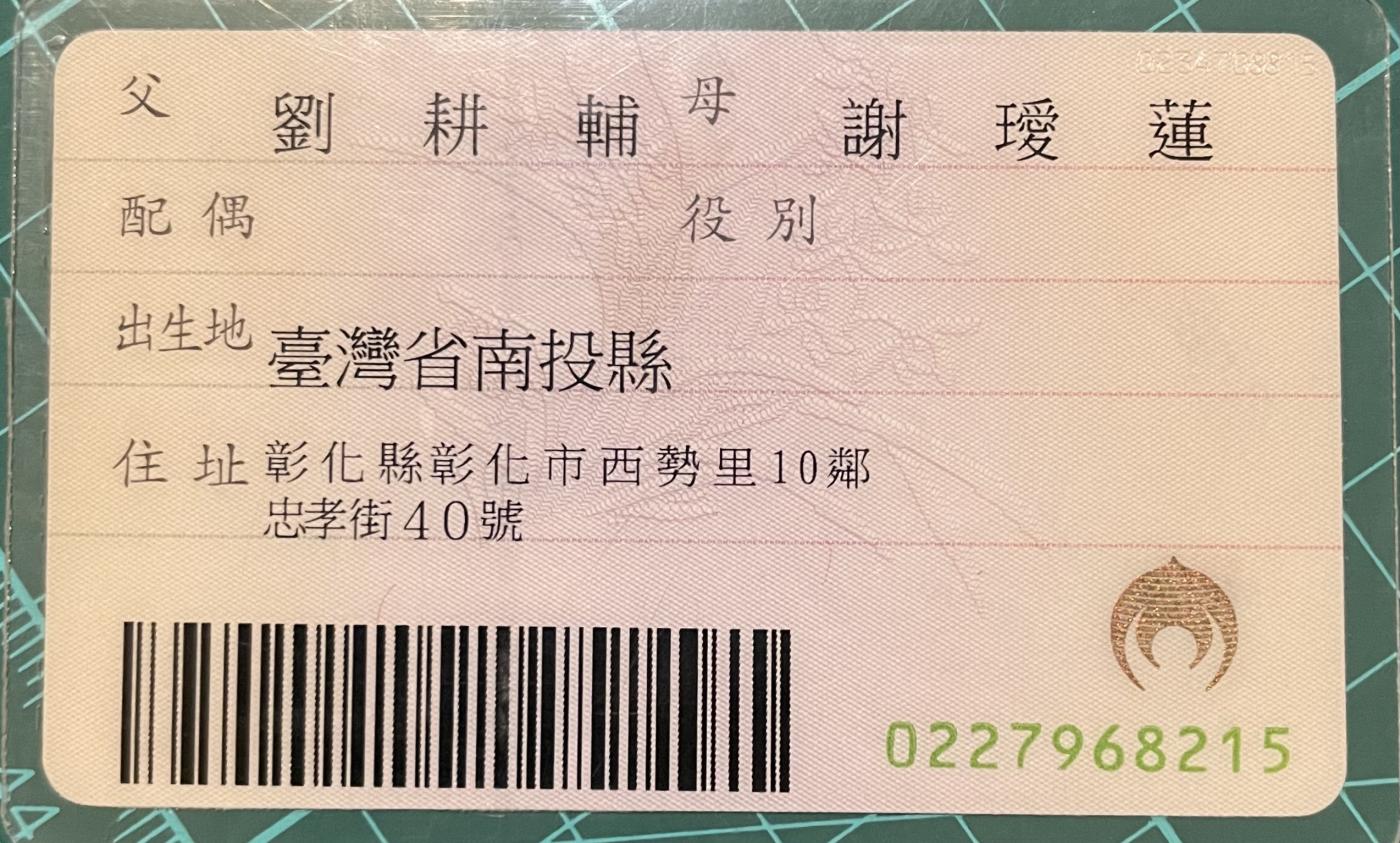 父 劉耕輔 母 謝璦蓮
配偶 役別
出生地 臺灣省南投縣
住址 彰化縣彰化市西勢里10鄰
忠孝街40號
0227968215